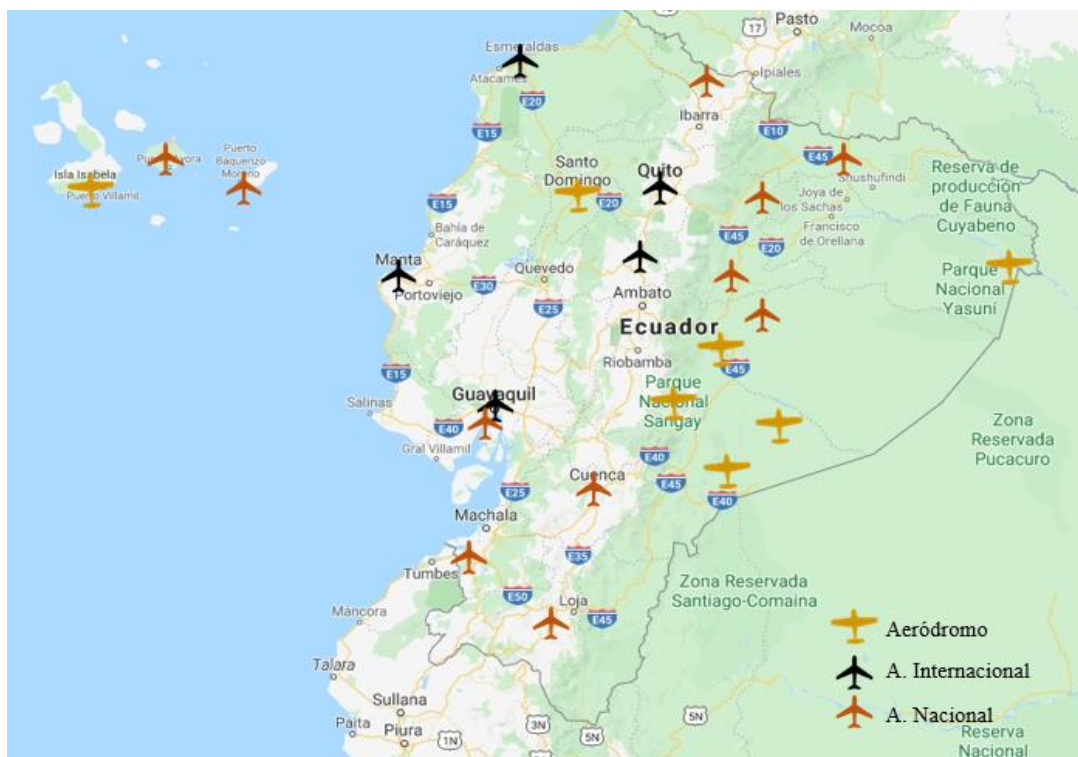 Pasto
17
Mocoa
Esmeraldas
Atacames
Ipiales
E20
Ibarra
E15
E10
Puerto
Baquerizo
Moreno
Isla Isabela
Puerto Villamil
Santo
Domingo
Quito
E45
Shushufindi
Reserva de
producción
de Fauna
Cuyabeno
E15
E20
Joya de
los Sachas
Francisco
de Orellana
Bahía de
Caráquez
E45
E20
Manta
Portoviejo
E30
Quevedo
Ambato
Parque
Nacional
Yasuní
E25
Ecuador
Riobamba
E15
E45
Parque
Nacional
Sangay
Guayaquil
Salinas
E40
Gral Villamil
Zona
Reservada
Pucacuro
E40
Cuenca
E45
E25
E40
Machala
E35
Tumbes
Zona Reservada
Santiago-Comaina
E50
Loja
E45
Máncora
Aeródromo
Talara
A. Internacional
Sullana
A. Nacional
Paita
Piura
1N
3N
5N
5N
Reserva
Nacional